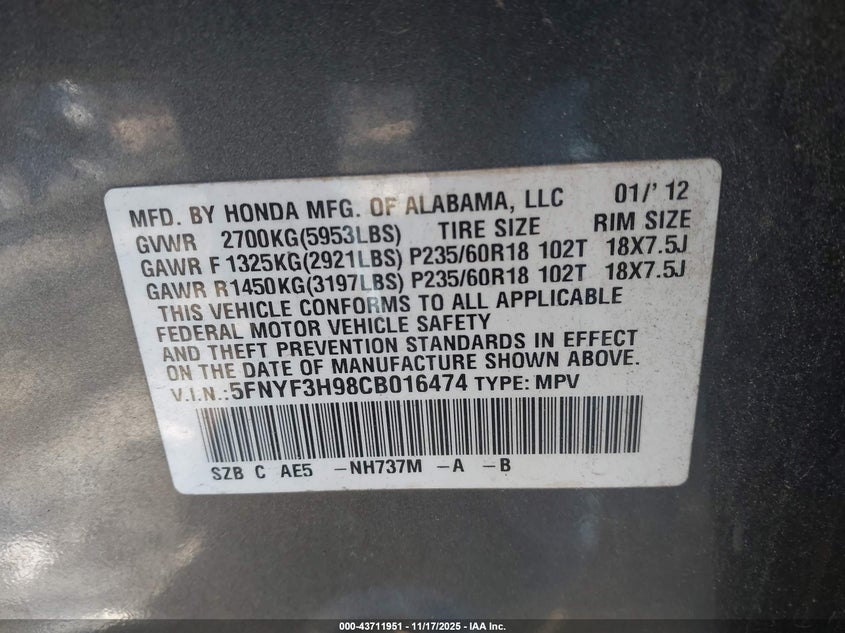 MFD. BY HONDA MFG. OF ALABAMA, LLC 01/' 12
GVWR 2700KG(5953LBS) TIRE SIZE RIM SIZE
GAWR F 1325KG(2921LBS) P235/60R18 102T 18X7.5J
GAWR R1450KG(3197LBS) P235/60R18 102T 18X7.5J
THIS VEHICLE CONFORMS TO ALL APPLICABLE
FEDERAL MOTOR VEHICLE SAFETY
AND THEFT PREVENTION STANDARDS IN EFFECT
ON THE DATE OF MANUFACTURE SHOWN ABOVE.
V.I.N.:5FNYF3H98CB016474 TYPE: MPV
SZB C AE5 -NH737M -A -B
000-43711951 - 11/17/2025 - IAA Inc.